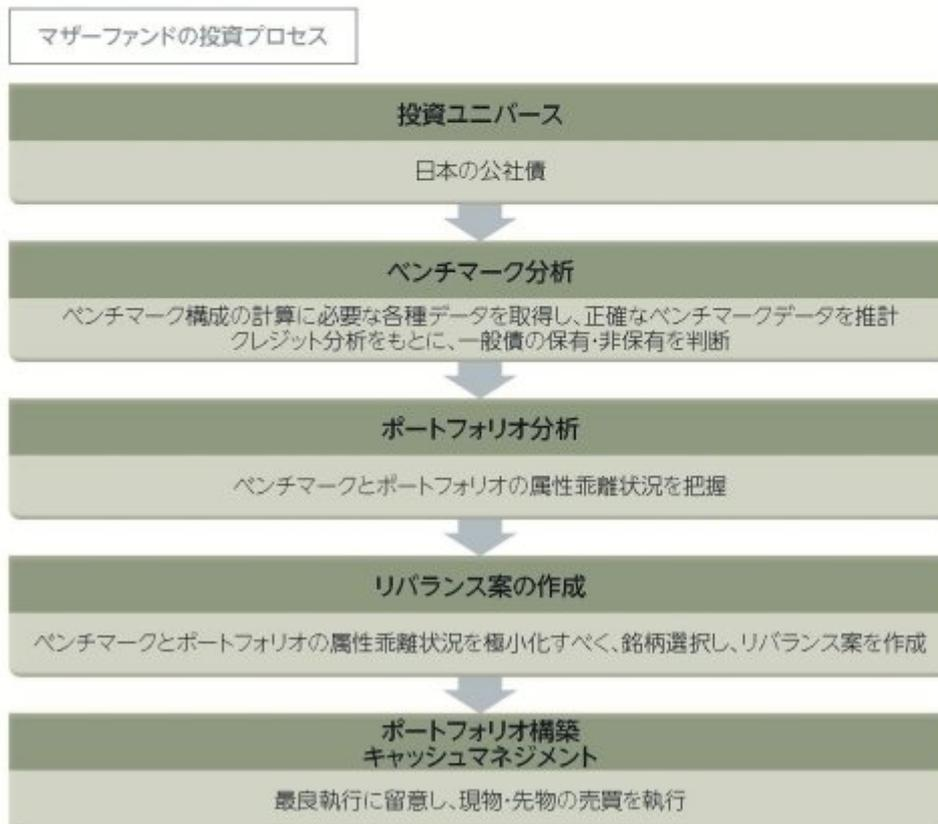 マザーファンドの投資プロセス
投資ユニバース
日本の公社債
ベンチマーク分析
ベンチマーク構成の計算に必要な各種データを取得し、正確なベンチマークデータを推計
クレジット分析をもとに、一般債の保有・非保有を判断
ポートフォリオ分析
ベンチマークとポートフォリオの属性乖離状況を把握
リバランス案の作成
ベンチマークとポートフォリオの属性乖離状況を極小化すべく、銘柄選択し、リバランス案を作成
ポートフォリオ構築
キャッシュマネジメント
最良執行に留意し、現物・先物の売買を執行